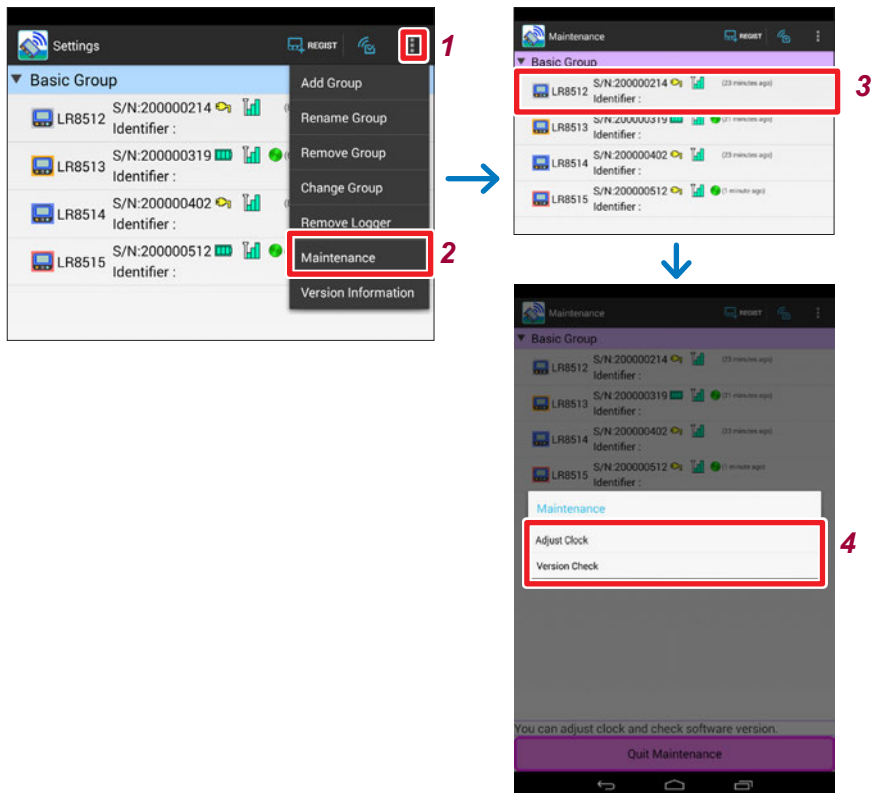 Settings
REGIST
1
Basic Group
LR8512
S/N:200000214
Identifier :
LR8513
S/N:200000319
Identifier :
LR8514
S/N:200000402
Identifier :
LR8515
S/N:200000512
Identifier :
Add Group
Rename Group
Remove Group
Change Group
Remove Logger
Maintenance
2
Version Information
Maintenance
REGIST
Basic Group
LR8512
S/N:200000214
(23 minutes ago)
Identifier :
3
LR8513
S/N:200000319
(21 minutes ago)
Identifier :
LR8514
S/N:200000402
(23 minutes ago)
Identifier :
LR8515
S/N:200000512
(1 minute ago)
Identifier :
Maintenance
REGIST
Basic Group
LR8512
S/N:200000214
(23 minutes ago)
Identifier :
LR8513
S/N:200000319
Identifier :
LR8514
S/N:200000402
(23 minutes ago)
Identifier :
LR8515
S/N:200000512
(1 minute ago)
Identifier :
Maintenance
Adjust Clock
Version Check
4
You can adjust clock and check software version.
Quit Maintenance